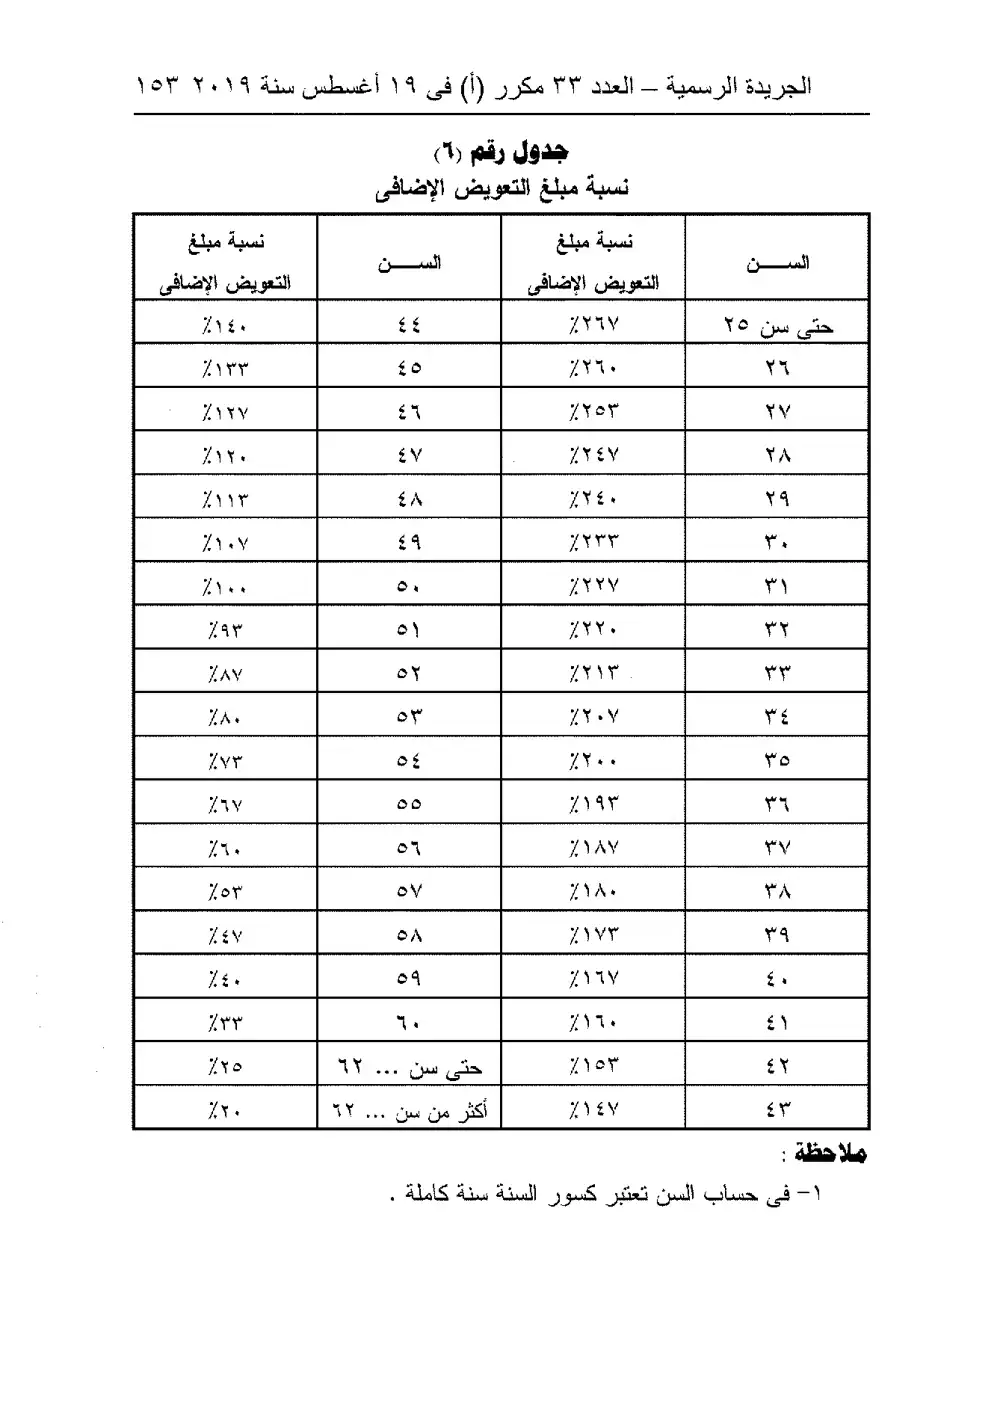 الجريدة الرسمية – العدد ٣٣ مكرر (أ) فى ١٩ أغسطس سنة ٢٠١٩ ١٥٣
جدول رقم (٦)
نسبة مبلغ التعويض الإضافى
السـن نسبة مبلغ التعويض الإضافى السـن نسبة مبلغ التعويض الإضافى
حتى سن ٢٥ ٢٦٧٪ ٤٤ ١٤٠٪
٢٦ ٢٦٠٪ ٤٥ ١٣٣٪
٢٧ ٢٥٣٪ ٤٦ ١٢٧٪
٢٨ ٢٤٧٪ ٤٧ ١٢٠٪
٢٩ ٢٤٠٪ ٤٨ ١١٣٪
٣٠ ٢٣٣٪ ٤٩ ١٠٧٪
٣١ ٢٢٧٪ ٥٠ ١٠٠٪
٣٢ ٢٢٠٪ ٥١ ٩٣٪
٣٣ ٢١٣٪ ٥٢ ٨٧٪
٣٤ ٢٠٧٪ ٥٣ ٨٠٪
٣٥ ٢٠٠٪ ٥٤ ٧٣٪
٣٦ ١٩٣٪ ٥٥ ٦٧٪
٣٧ ١٨٧٪ ٥٦ ٦٠٪
٣٨ ١٨٠٪ ٥٧ ٥٣٪
٣٩ ١٧٣٪ ٥٨ ٤٧٪
٤٠ ١٦٧٪ ٥٩ ٤٠٪
٤١ ١٦٠٪ ٦٠ ٣٣٪
٤٢ ١٥٣٪ حتى سن ... ٦٢ ٢٥٪
٤٣ ١٤٧٪ أكثر من سن ... ٦٢ ٢٠٪
ملاحظة :
١– فى حساب السن تعتبر كسور السنة سنة كاملة .